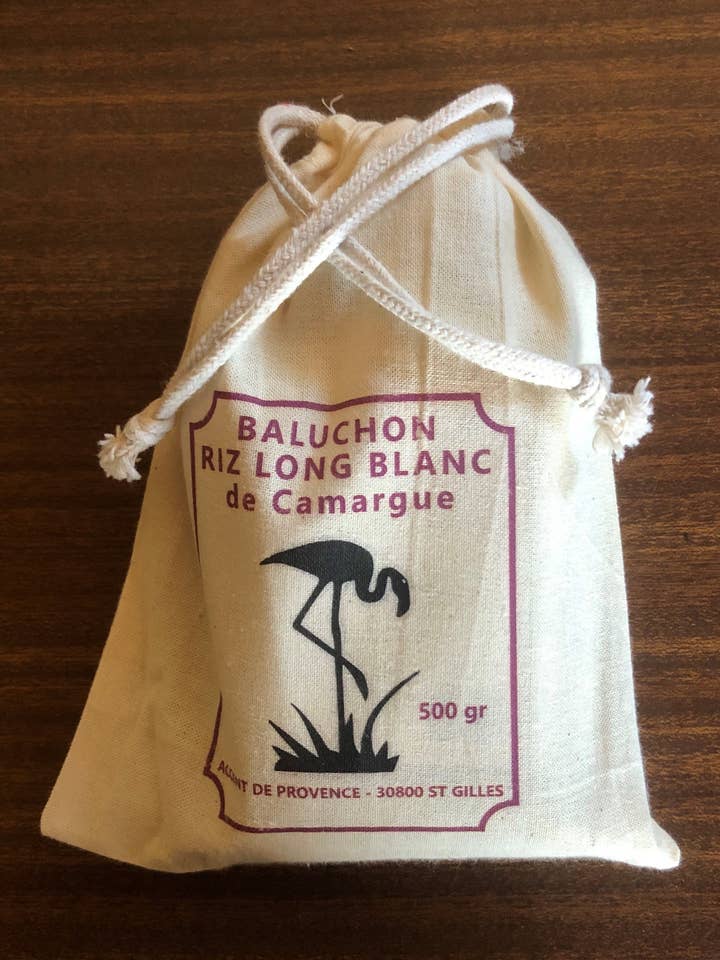 BALUCHON
RIZ LONG BLANC
de Camargue
500 gr
ACCENT DE PROVENCE - 30800 ST GILLES